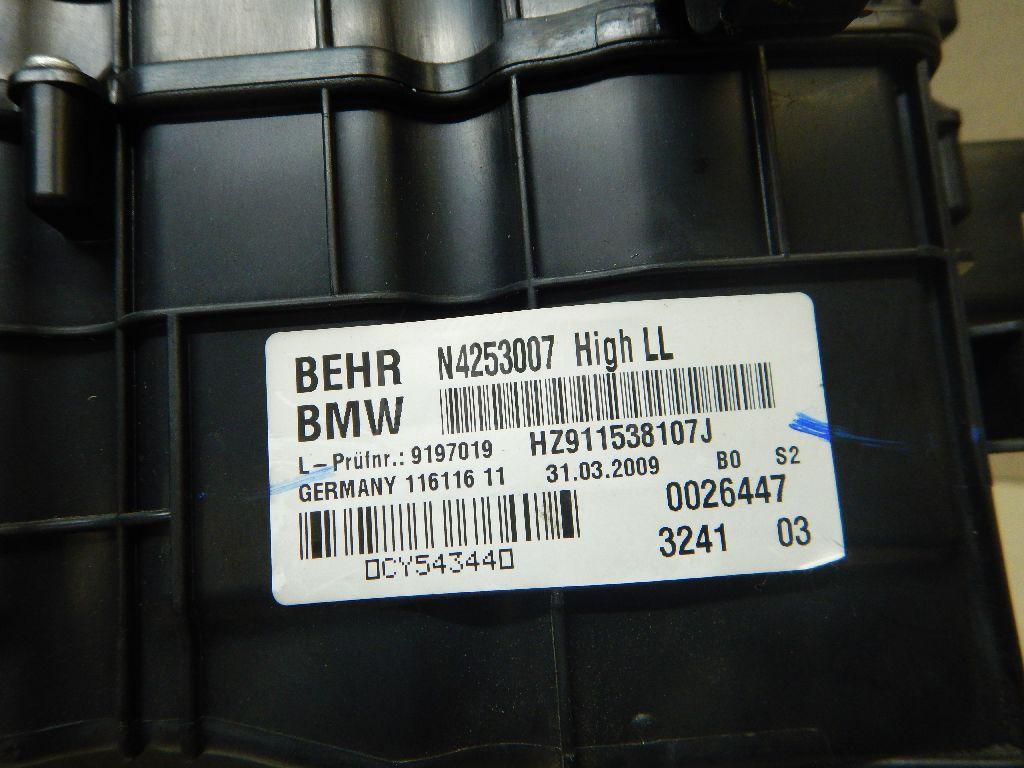 BEHR N4253007 High LL
BMW
L-Prüfnr.: 9197019 HZ911538107J
GERMANY 116116 11 31.03.2009 B0 S2
0026447
0CY543440
3241 03